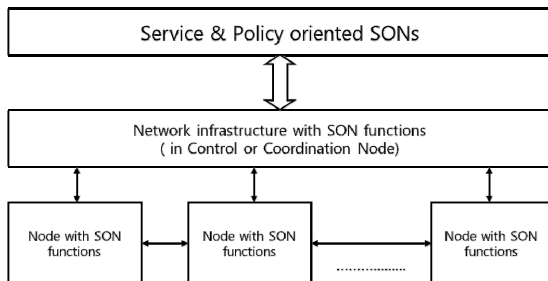 Service & Policy oriented SONs
Network infrastructure with SON functions
( in Control or Coordination Node)
Node with SON
functions
Node with SON
functions
Node with SON
functions
...................